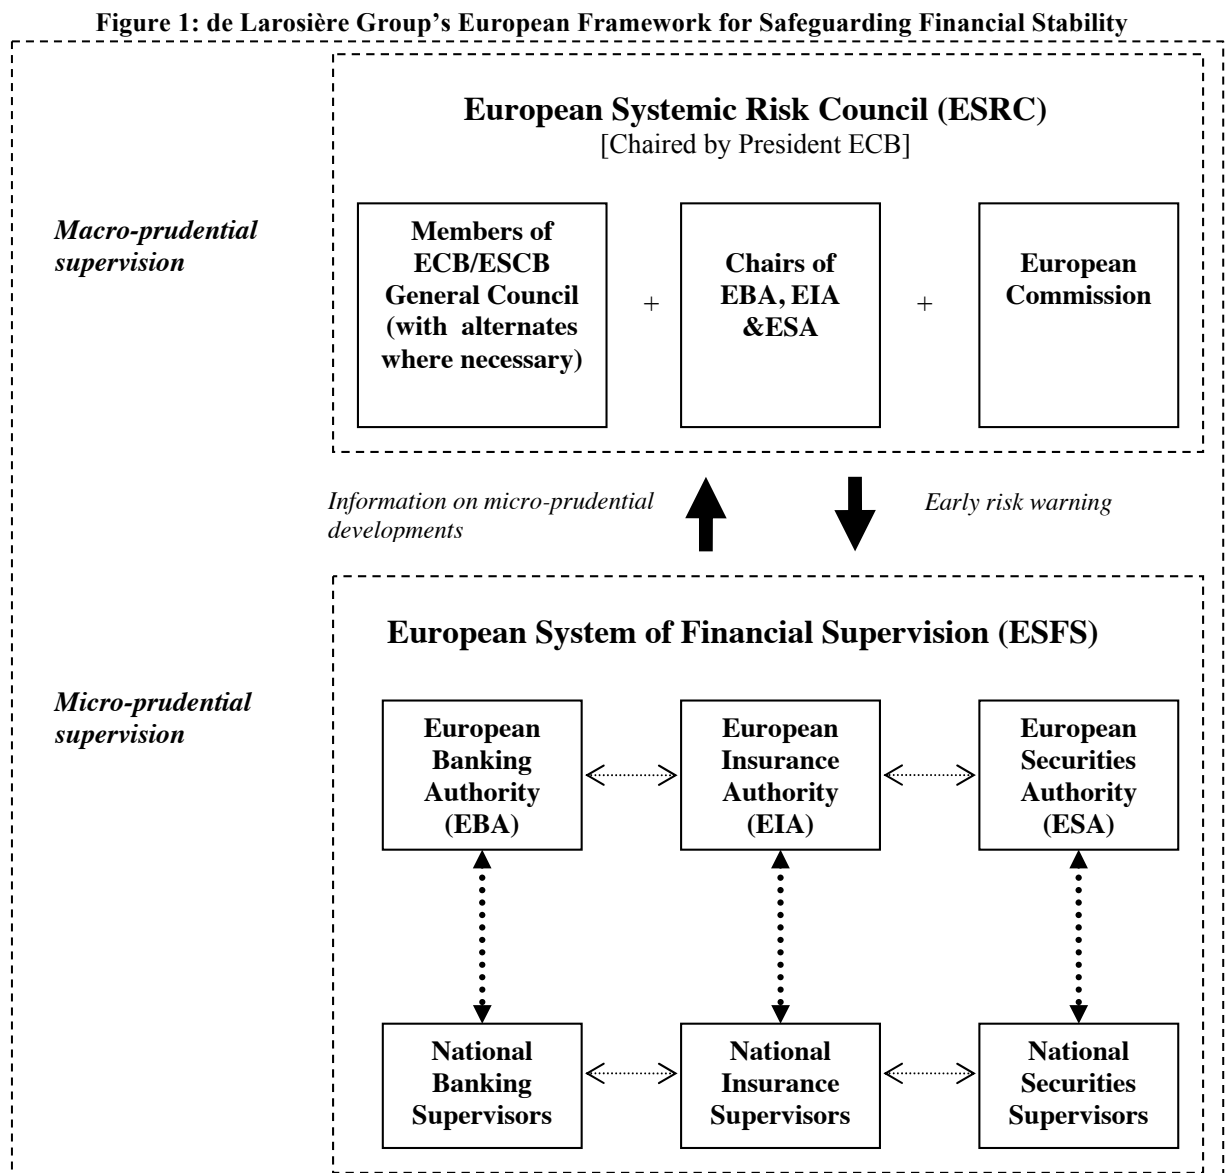 Figure 1: de Larosière Group's European Framework for Safeguarding Financial Stability
European Systemic Risk Council (ESRC)
[Chaired by President ECB]
Macro-prudential
supervision
Members of
ECB/ESCB
General Council
(with alternates
where necessary)
+
Chairs of
EBA, EIA
&ESA
+
European
Commission
Information on micro-prudential
developments
Early risk warning
European System of Financial Supervision (ESFS)
Micro-prudential
supervision
European
Banking
Authority
(EBA)
European
Insurance
Authority
(EIA)
European
Securities
Authority
(ESA)
National
Banking
Supervisors
National
Insurance
Supervisors
National
Securities
Supervisors